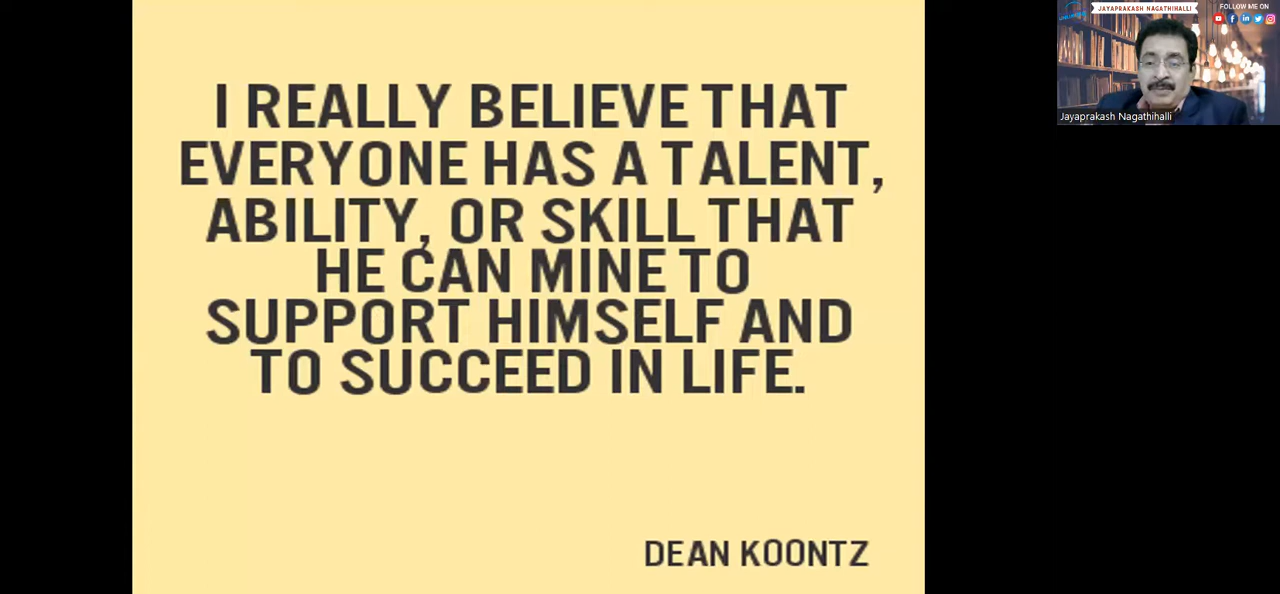 I REALLY BELIEVE THAT
EVERYONE HAS A TALENT,
ABILITY, OR SKILL THAT
HE CAN MINE TO
SUPPORT HIMSELF AND
TO SUCCEED IN LIFE.
DEAN KOONTZ
JAYAPRAKASH NAGATHIHALLI
FOLLOW ME ON
Jayaprakash Nagathihalli